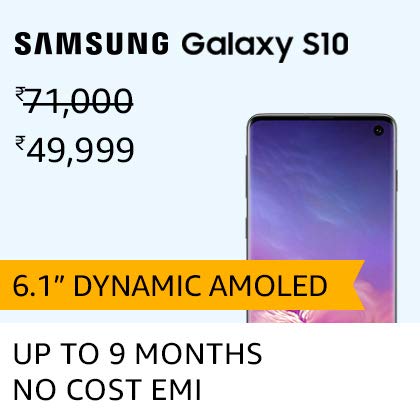 SAMSUNG Galaxy S10
₹71,000
₹49,999
6.1” DYNAMIC AMOLED
UP TO 9 MONTHS
NO COST EMI